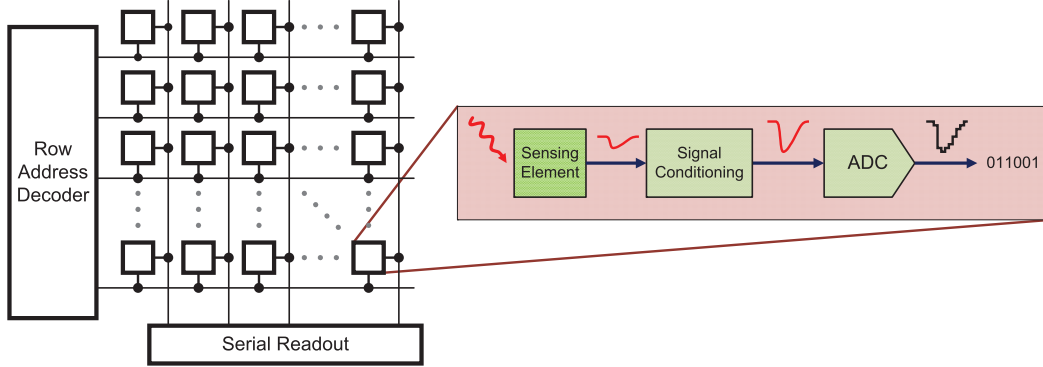 Row
Address
Decoder
Serial Readout
Sensing
Element
Signal
Conditioning
ADC
011001